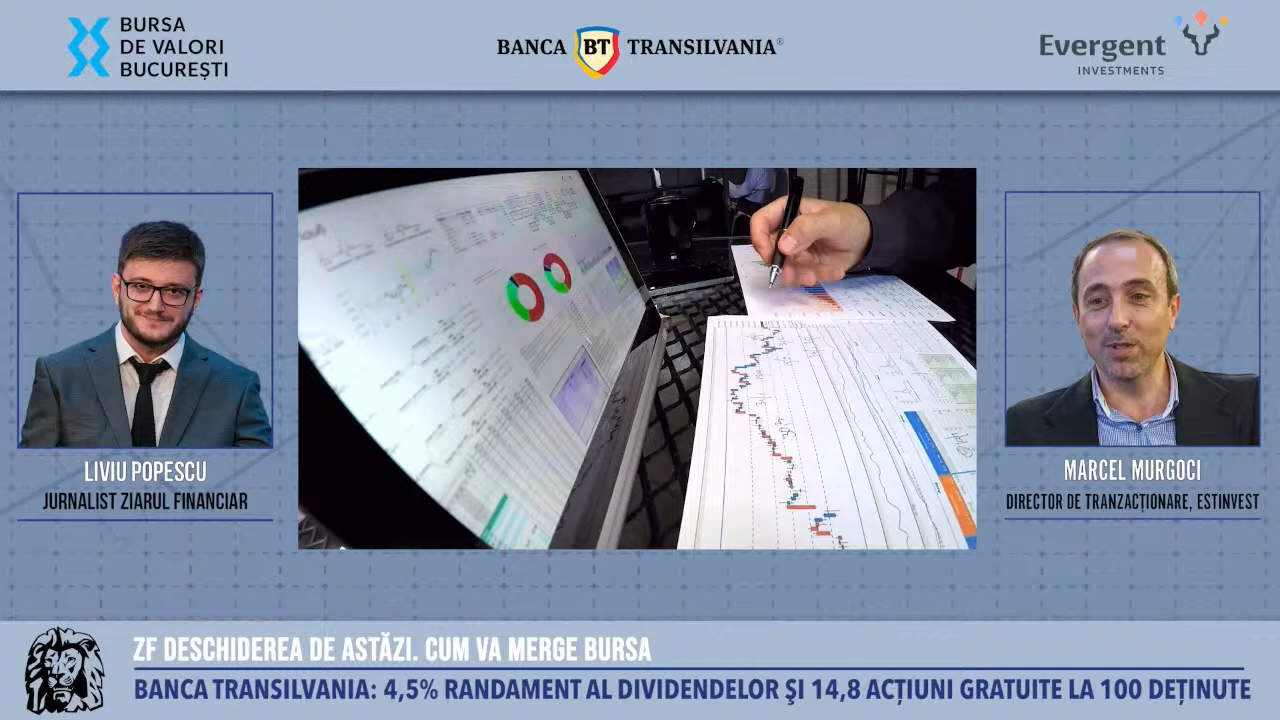 BURSA
DE VALORI
BUCUREȘTI
BANCA BT TRANSILVANIA®
Evergent
INVESTMENTS
LIVIU POPESCU
JURNALIST ZIARUL FINANCIAR
MARCEL MURGOCI
DIRECTOR DE TRANZACȚIONARE, ESTINVEST
ZF DESCHIDEREA DE ASTĂZI. CUM VA MERGE BURSA
BANCA TRANSILVANIA: 4,5% RANDAMENT AL DIVIDENDELOR ŞI 14,8 ACȚIUNI GRATUITE LA 100 DEȚINUTE